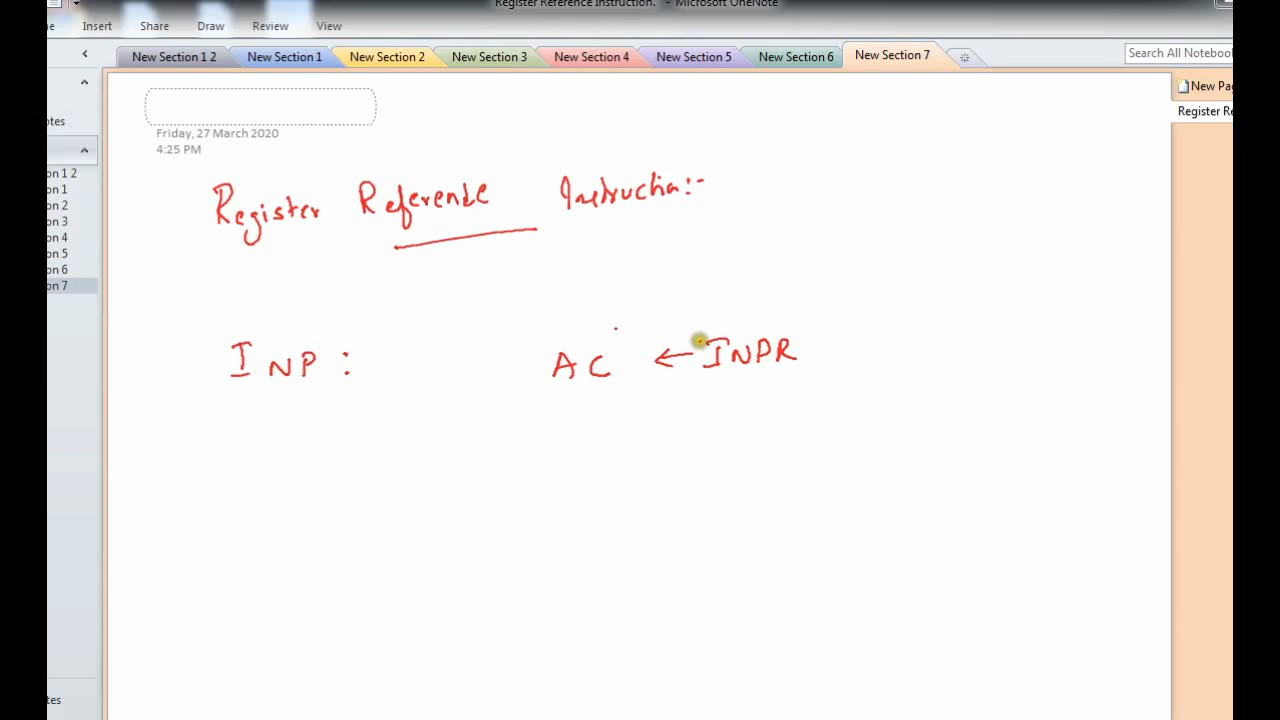 Register Reference Instruction. - Microsoft OneNote
Insert Share Draw Review View
New Section 1 2 New Section 1 New Section 2 New Section 3 New Section 4 New Section 5 New Section 6 New Section 7
Search All Notebo
New Pa
Register Re
otes
on 1 2
on 1
on 2
on 3
on 4
on 5
on 6
on 7
otes
Friday, 27 March 2020
4:25 PM
Register Reference Instruction:-
INP : AC ← INPR